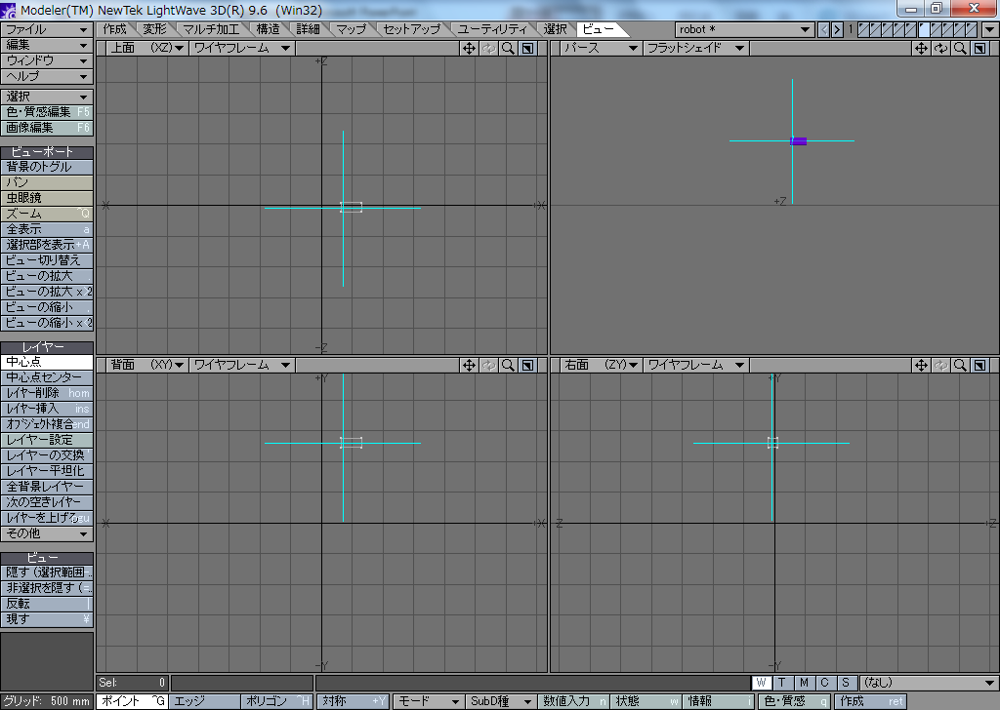 Modeler(TM) NewTek LightWave 3D(R) 9.6 (Win32)
ファイル 作成 変形 マルチ加工 構造 詳細 マップ セットアップ ユーティリティ 選択 ビュー robot * 1
編集 上面 (XZ) ワイヤフレーム パース フラットシェイド
ウィンドウ
ヘルプ
選択
色・質感編集 F5
画像編集 F6
ビューポート
背景のトグル
パン
虫眼鏡
ズーム ^Q
全表示 a
選択部を表示 +A
ビュー切り替え
ビューの拡大 .
ビューの拡大 x 2
ビューの縮小 ,
ビューの縮小 x 2
レイヤー
中心点
中心点センター
レイヤー削除 hom
レイヤー挿入 ins
オブジェクト複合 end
レイヤー設定
レイヤーの交換 '
レイヤー平坦化
全背景レイヤー
次の空きレイヤー
レイヤーを上げる pgu
その他
ビュー
隠す (選択範囲 -
非選択を隠す (=
反転 |
現す ¥
+Z
-X +X
-Z
+Z
背面 (XY) ワイヤフレーム 右面 (ZY) ワイヤフレーム
+Y +Y
-X +X -Z +Z
-Y -Y
Sel: 0 W T M C S (なし)
グリッド: 500 mm ポイント ^G エッジ ポリゴン ^H 対称 +Y モード SubD種 数値入力 n 状態 w 情報 i 色・質感 q 作成 ret